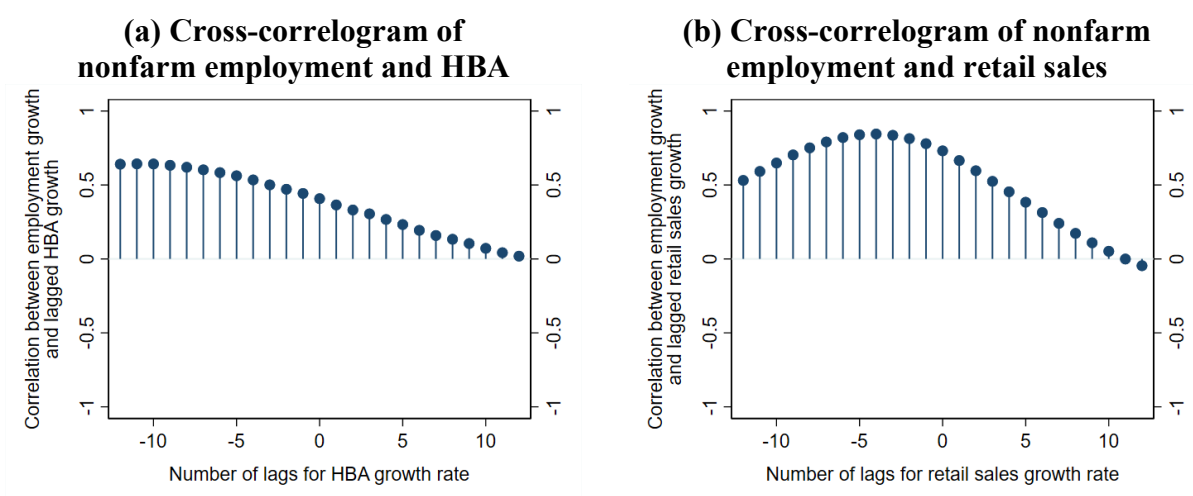 (a) Cross-correlogram of
nonfarm employment and HBA
Correlation between employment growth
and lagged HBA growth
1
0.5
0
-0.5
-1
1
0.5
0
-0.5
-1
-10 -5 0 5 10
Number of lags for HBA growth rate
(b) Cross-correlogram of nonfarm
employment and retail sales
Correlation between employment growth
and lagged retail sales growth
1
0.5
0
-0.5
-1
1
0.5
0
-0.5
-1
-10 -5 0 5 10
Number of lags for retail sales growth rate